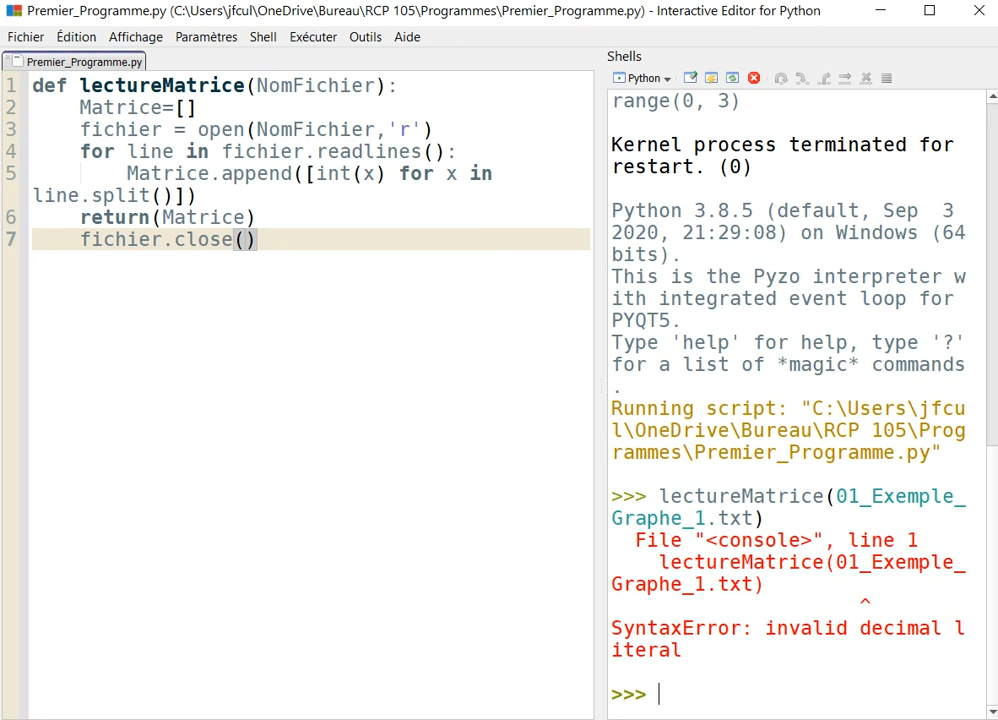 Premier_Programme.py (C:\Users\jfcul\OneDrive\Bureau\RCP 105\Programmes\Premier_Programme.py) - Interactive Editor for Python
Fichier Édition Affichage Paramètres Shell Exécuter Outils Aide
Premier_Programme.py
1 def lectureMatrice(NomFichier):
2 Matrice=[]
3 fichier = open(NomFichier,'r')
4 for line in fichier.readlines():
5 Matrice.append([int(x) for x in
line.split()])
6 return(Matrice)
7 fichier.close()
Shells
Python
range(0, 3)
Kernel process terminated for
restart. (0)
Python 3.8.5 (default, Sep 3
2020, 21:29:08) on Windows (64
bits).
This is the Pyzo interpreter w
ith integrated event loop for
PYQT5.
Type 'help' for help, type '?'
for a list of *magic* commands
.
Running script: "C:\Users\jfcu
l\OneDrive\Bureau\RCP 105\Prog
rammes\Premier_Programme.py"
>>> lectureMatrice(01_Exemple_
Graphe_1.txt)
File "<console>", line 1
lectureMatrice(01_Exemple_
Graphe_1.txt)
^
SyntaxError: invalid decimal l
iteral
>>>